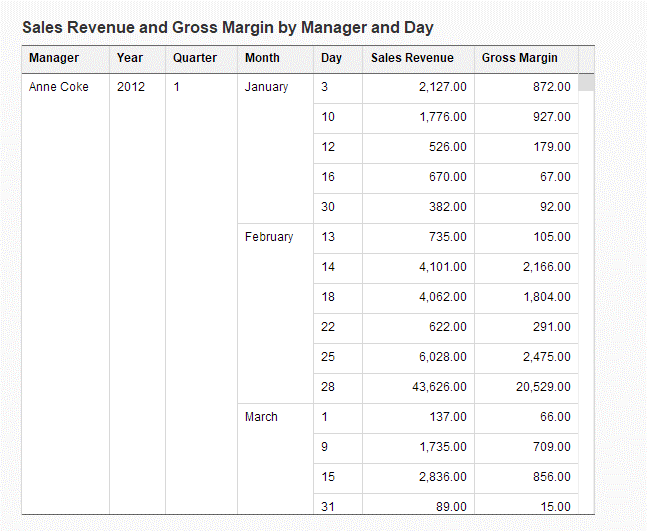 Sales Revenue and Gross Margin by Manager and Day
Manager Year Quarter Month Day Sales Revenue Gross Margin
Anne Coke 2012 1 January 3 2,127.00 872.00
10 1,776.00 927.00
12 526.00 179.00
16 670.00 67.00
30 382.00 92.00
February 13 735.00 105.00
14 4,101.00 2,166.00
18 4,062.00 1,804.00
22 622.00 291.00
25 6,028.00 2,475.00
28 43,626.00 20,529.00
March 1 137.00 66.00
9 1,735.00 709.00
15 2,836.00 856.00
31 89.00 15.00